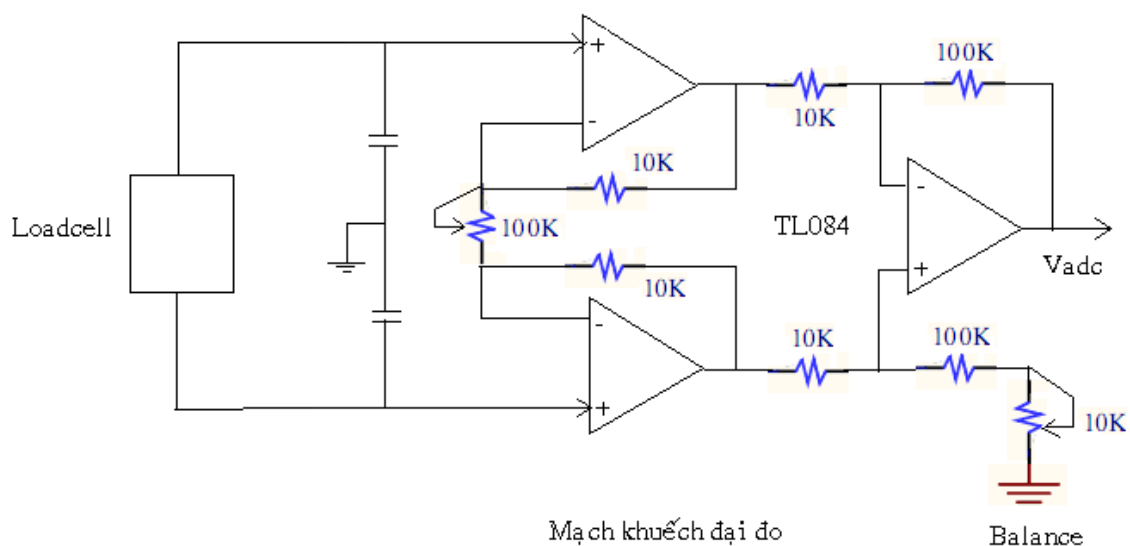 +
100K
10K
-
10K
Loadcell
100K
TL084
-
10K
+
Vadc
-
10K
100K
+
10K
Mạch khuếch đại đo
Balance